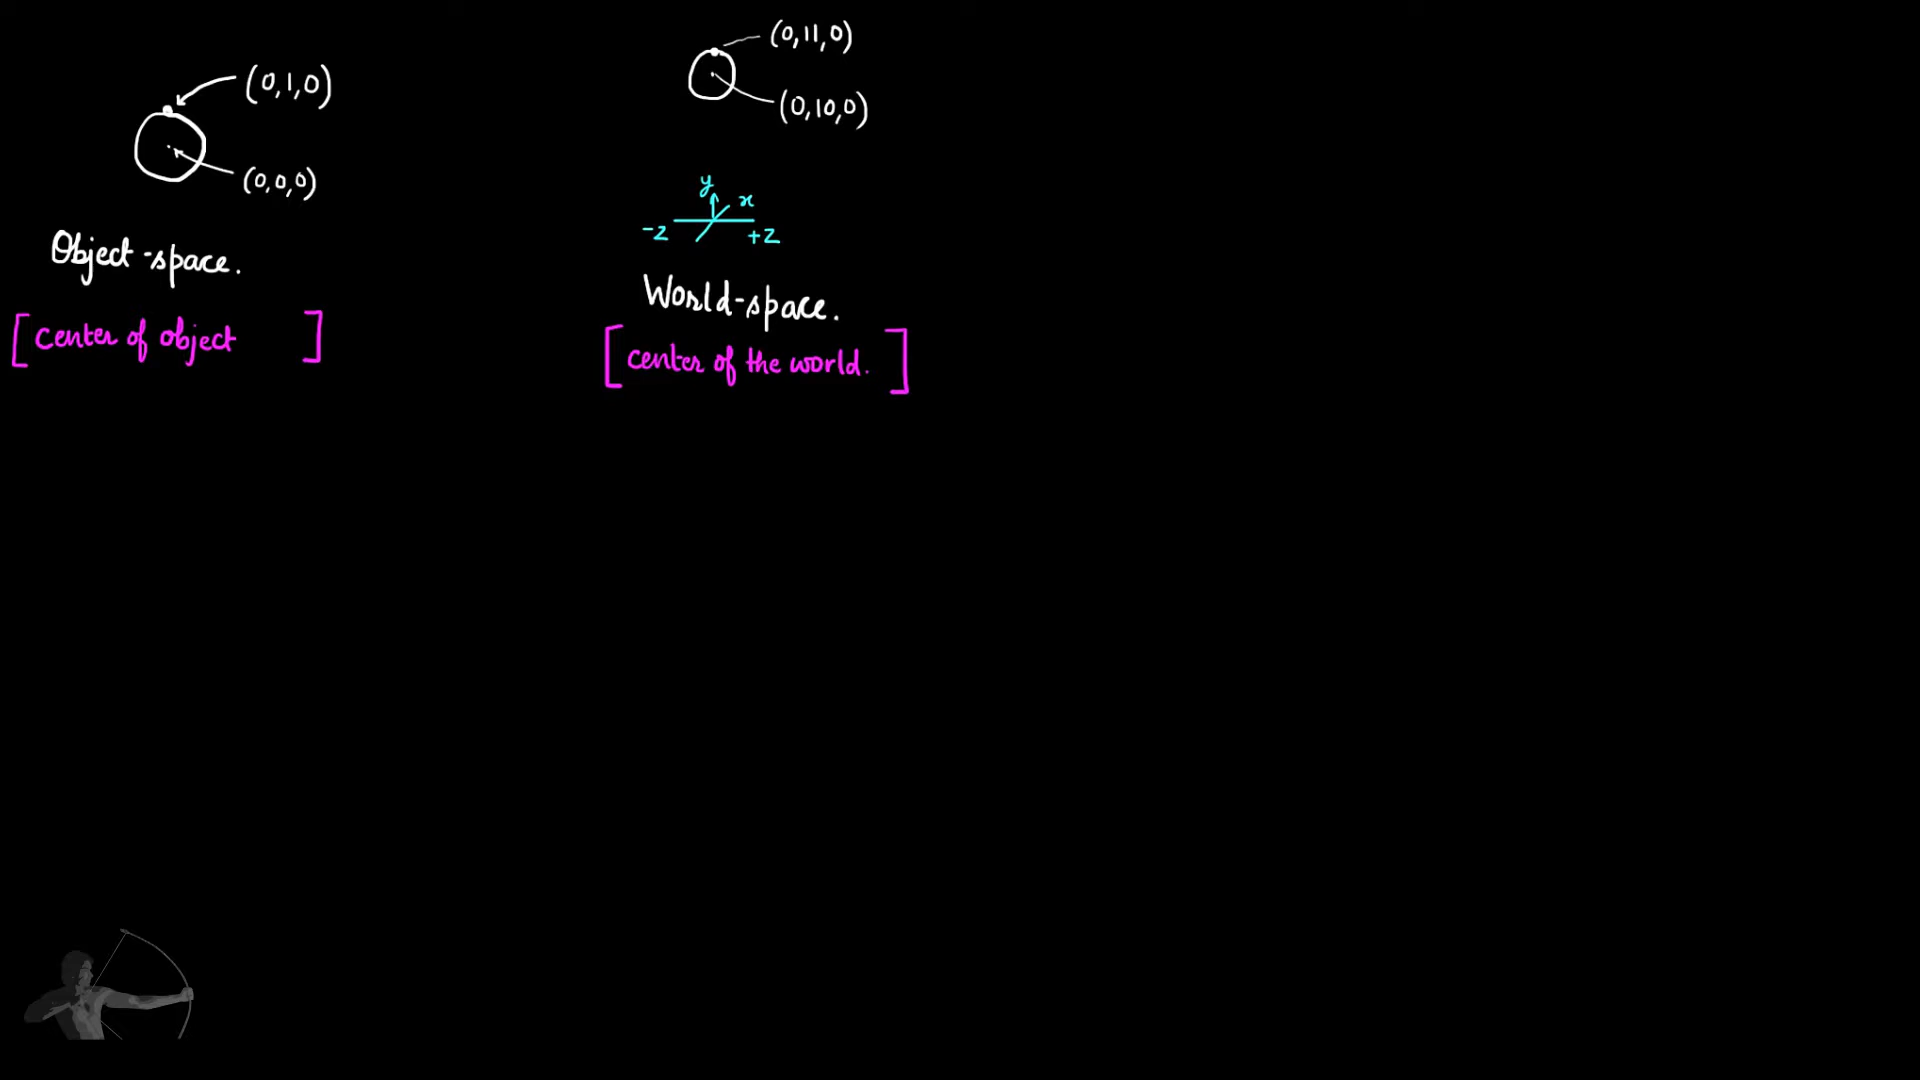 (0,1,0)
(0,0,0)
Object-space.
[center of object ]
(0,11,0)
(0,10,0)
y
x
-z
+z
World-space.
[center of the world. ]